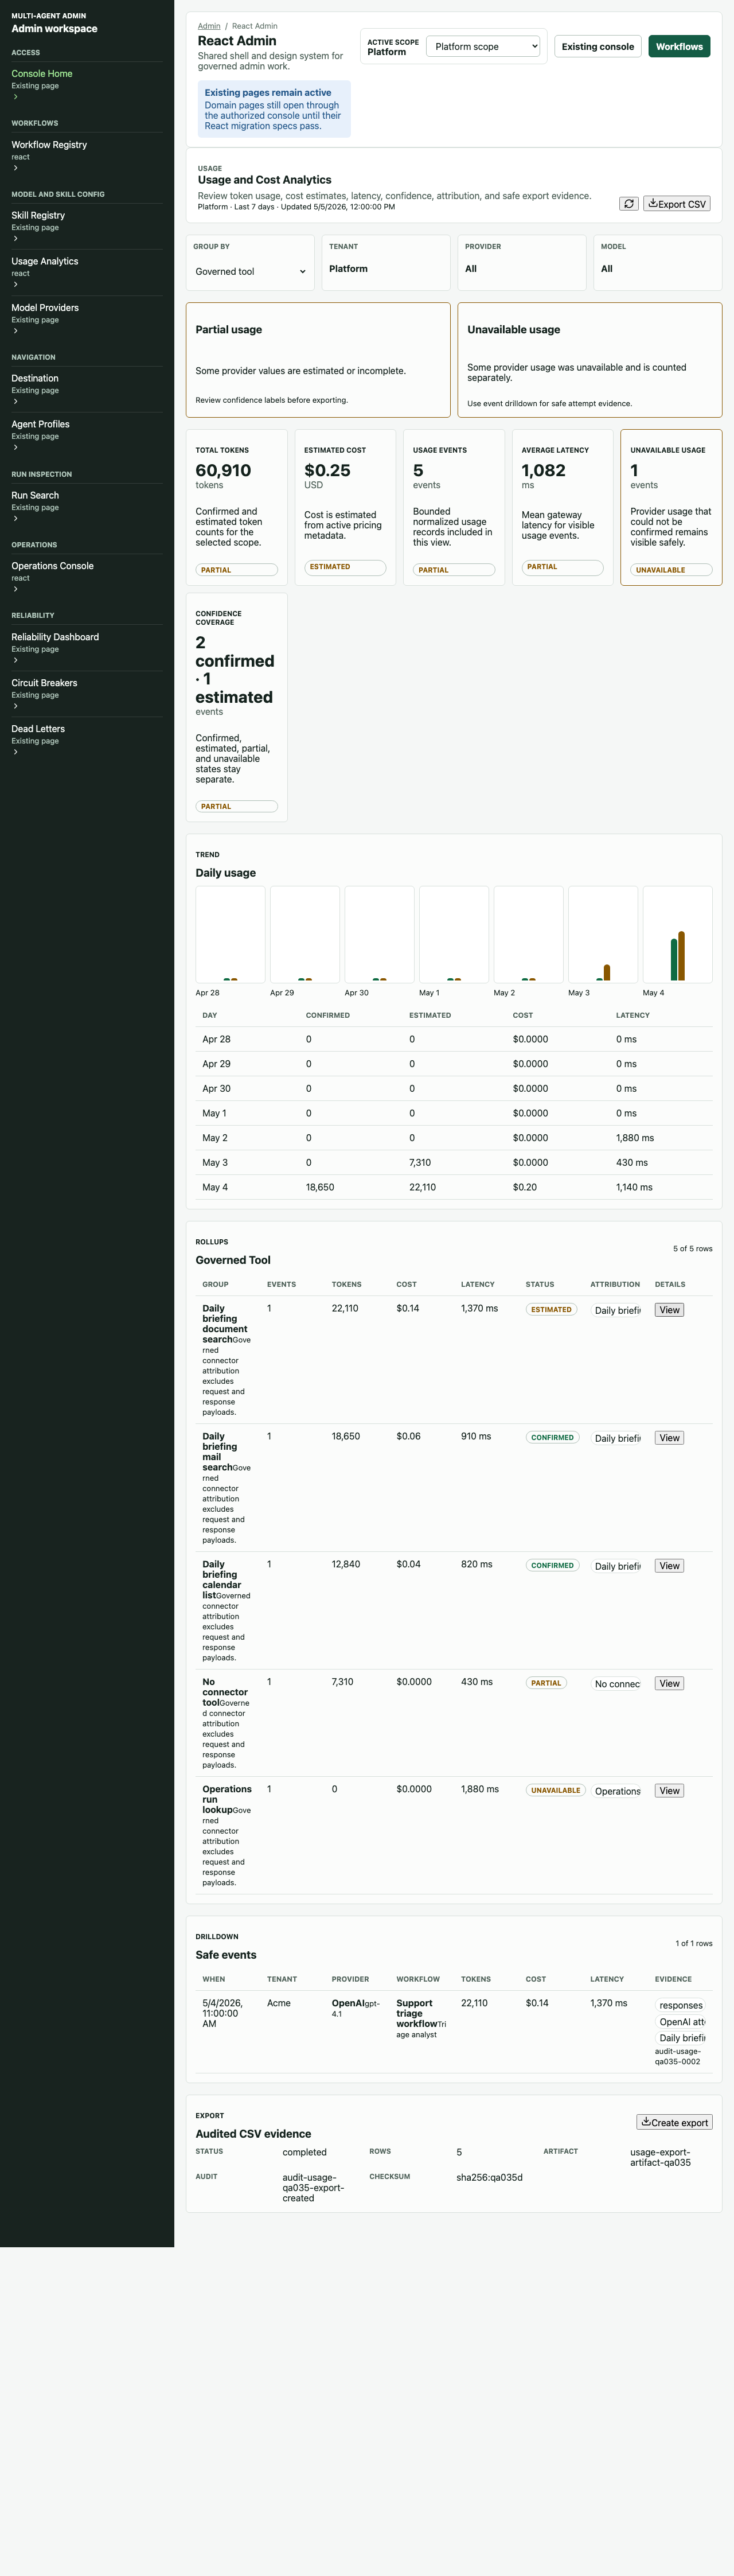 MULTI-AGENT ADMIN
Admin workspace
ACCESS
Console Home
Existing page
WORKFLOWS
Workflow Registry
react
MODEL AND SKILL CONFIG
Skill Registry
Existing page
Usage Analytics
react
Model Providers
Existing page
NAVIGATION
Destination
Existing page
Agent Profiles
Existing page
RUN INSPECTION
Run Search
Existing page
OPERATIONS
Operations Console
react
RELIABILITY
Reliability Dashboard
Existing page
Circuit Breakers
Existing page
Dead Letters
Existing page
Admin / React Admin
React Admin
Shared shell and design system for
governed admin work.
Existing pages remain active
Domain pages still open through
the authorized console until their
React migration specs pass.
ACTIVE SCOPE
Platform
Platform scope
Existing console
Workflows
USAGE
Usage and Cost Analytics
Review token usage, cost estimates, latency, confidence, attribution, and safe export evidence.
Platform · Last 7 days · Updated 5/5/2026, 12:00:00 PM
Export CSV
GROUP BY
Governed tool
TENANT
Platform
PROVIDER
All
MODEL
All
Partial usage
Some provider values are estimated or incomplete.
Review confidence labels before exporting.
Unavailable usage
Some provider usage was unavailable and is counted
separately.
Use event drilldown for safe attempt evidence.
TOTAL TOKENS
60,910
tokens
Confirmed and
estimated token
counts for the
selected scope.
PARTIAL
ESTIMATED COST
$0.25
USD
Cost is estimated
from active pricing
metadata.
ESTIMATED
USAGE EVENTS
5
events
Bounded
normalized usage
records included in
this view.
PARTIAL
AVERAGE LATENCY
1,082
ms
Mean gateway
latency for visible
usage events.
PARTIAL
UNAVAILABLE USAGE
1
events
Provider usage that
could not be
confirmed remains
visible safely.
UNAVAILABLE
CONFIDENCE
COVERAGE
2
confirmed
· 1
estimated
events
Confirmed,
estimated, partial,
and unavailable
states stay
separate.
PARTIAL
TREND
Daily usage
Apr 28 Apr 29 Apr 30 May 1 May 2 May 3 May 4
DAY CONFIRMED ESTIMATED COST LATENCY
Apr 28 0 0 $0.0000 0 ms
Apr 29 0 0 $0.0000 0 ms
Apr 30 0 0 $0.0000 0 ms
May 1 0 0 $0.0000 0 ms
May 2 0 0 $0.0000 1,880 ms
May 3 0 7,310 $0.0000 430 ms
May 4 18,650 22,110 $0.20 1,140 ms
ROLLUPS
Governed Tool
5 of 5 rows
GROUP EVENTS TOKENS COST LATENCY STATUS ATTRIBUTION DETAILS
Daily
briefing
document
searchGove
rned
connector
attribution
excludes
request and
response
payloads.
1 22,110 $0.14 1,370 ms ESTIMATED Daily briefi View
Daily
briefing
mail
searchGove
rned
connector
attribution
excludes
request and
response
payloads.
1 18,650 $0.06 910 ms CONFIRMED Daily briefi View
Daily
briefing
calendar
listGoverned
connector
attribution
excludes
request and
response
payloads.
1 12,840 $0.04 820 ms CONFIRMED Daily briefi View
No
connector
toolGoverne
d connector
attribution
excludes
request and
response
payloads.
1 7,310 $0.0000 430 ms PARTIAL No connec View
Operations
run
lookupGove
rned
connector
attribution
excludes
request and
response
payloads.
1 0 $0.0000 1,880 ms UNAVAILABLE Operations View
DRILLDOWN
Safe events
1 of 1 rows
WHEN TENANT PROVIDER WORKFLOW TOKENS COST LATENCY EVIDENCE
5/4/2026,
11:00:00
AM
Acme
OpenAIgpt-
4.1
Support
triage
workflowTri
age analyst
22,110 $0.14 1,370 ms
responses
OpenAI att
Daily briefi
audit-usage-
qa035-0002
EXPORT
Audited CSV evidence
Create export
STATUS completed
ROWS 5
ARTIFACT usage-export-
artifact-qa035
AUDIT audit-usage-
qa035-export-
created
CHECKSUM sha256:qa035d